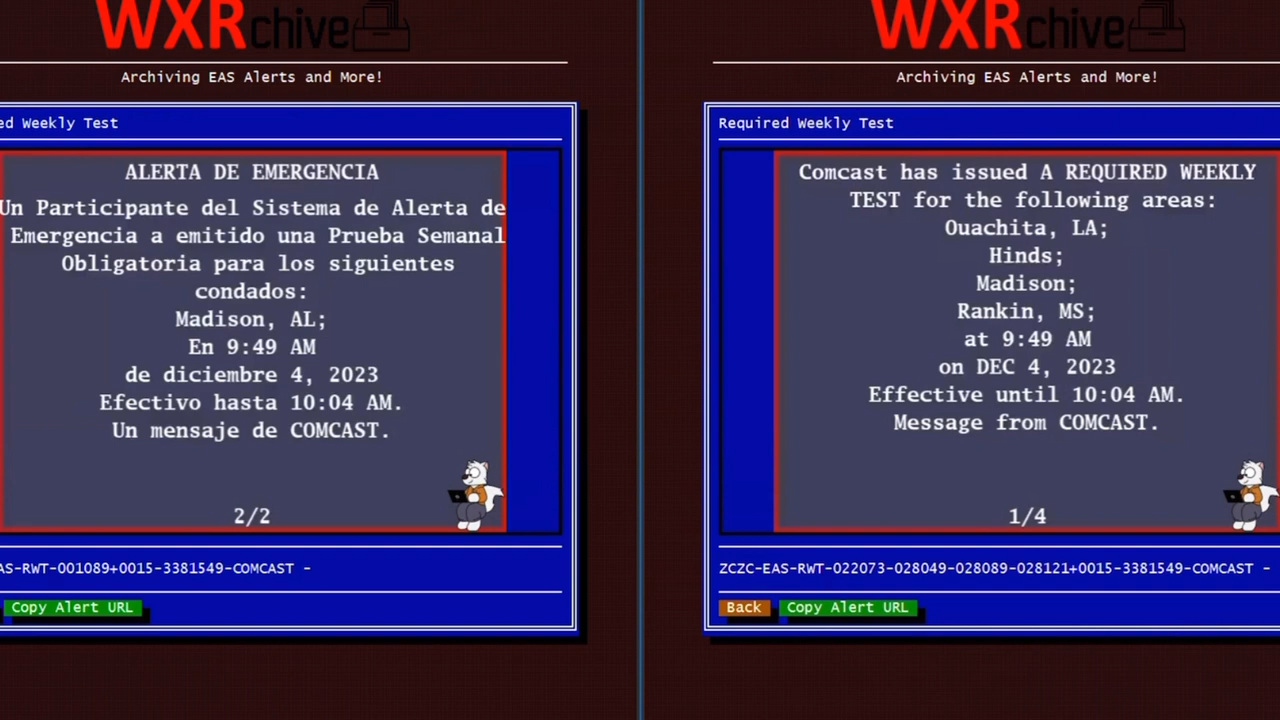 WXRchive
Archiving EAS Alerts and More!
ed Weekly Test
ALERTA DE EMERGENCIA
Un Participante del Sistema de Alerta de
Emergencia a emitido una Prueba Semanal
Obligatoria para los siguientes
condados:
Madison, AL;
En 9:49 AM
de diciembre 4, 2023
Efectivo hasta 10:04 AM.
Un mensaje de COMCAST.
2/2
AS-RWT-001089+0015-3381549-COMCAST -
Copy Alert URL
WXRchive
Archiving EAS Alerts and More!
Required Weekly Test
Comcast has issued A REQUIRED WEEKLY
TEST for the following areas:
Ouachita, LA;
Hinds;
Madison;
Rankin, MS;
at 9:49 AM
on DEC 4, 2023
Effective until 10:04 AM.
Message from COMCAST.
1/4
ZCZC-EAS-RWT-022073-028049-028089-028121+0015-3381549-COMCAST -
Back
Copy Alert URL